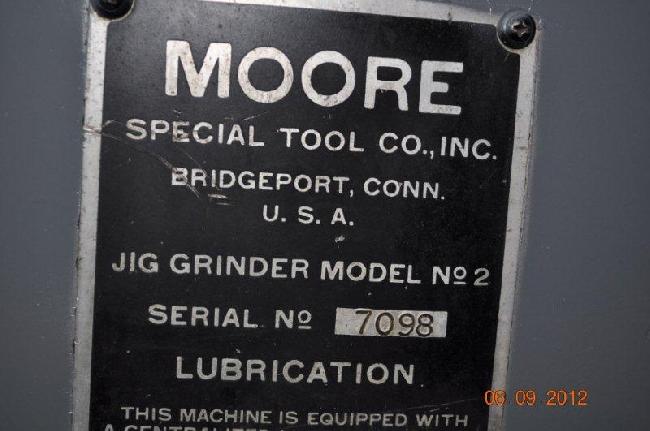 MOORE
SPECIAL TOOL CO., INC.
BRIDGEPORT, CONN.
U. S. A.
JIG GRINDER MODEL Nº 2
SERIAL Nº 7098
LUBRICATION
THIS MACHINE IS EQUIPPED WITH
A CENTRALIZED
06 09 2012